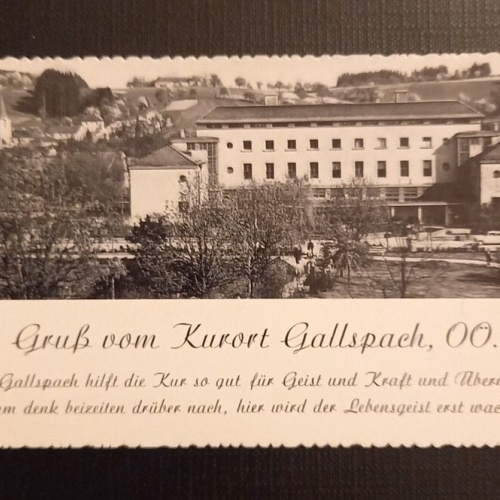 Gruß vom Kurort Gallspach, OÖ.
Gallspach hilft die Kur so gut für Geist und Kraft und
denk beizeiten drüber nach, hier wird der Lebensgeist erst